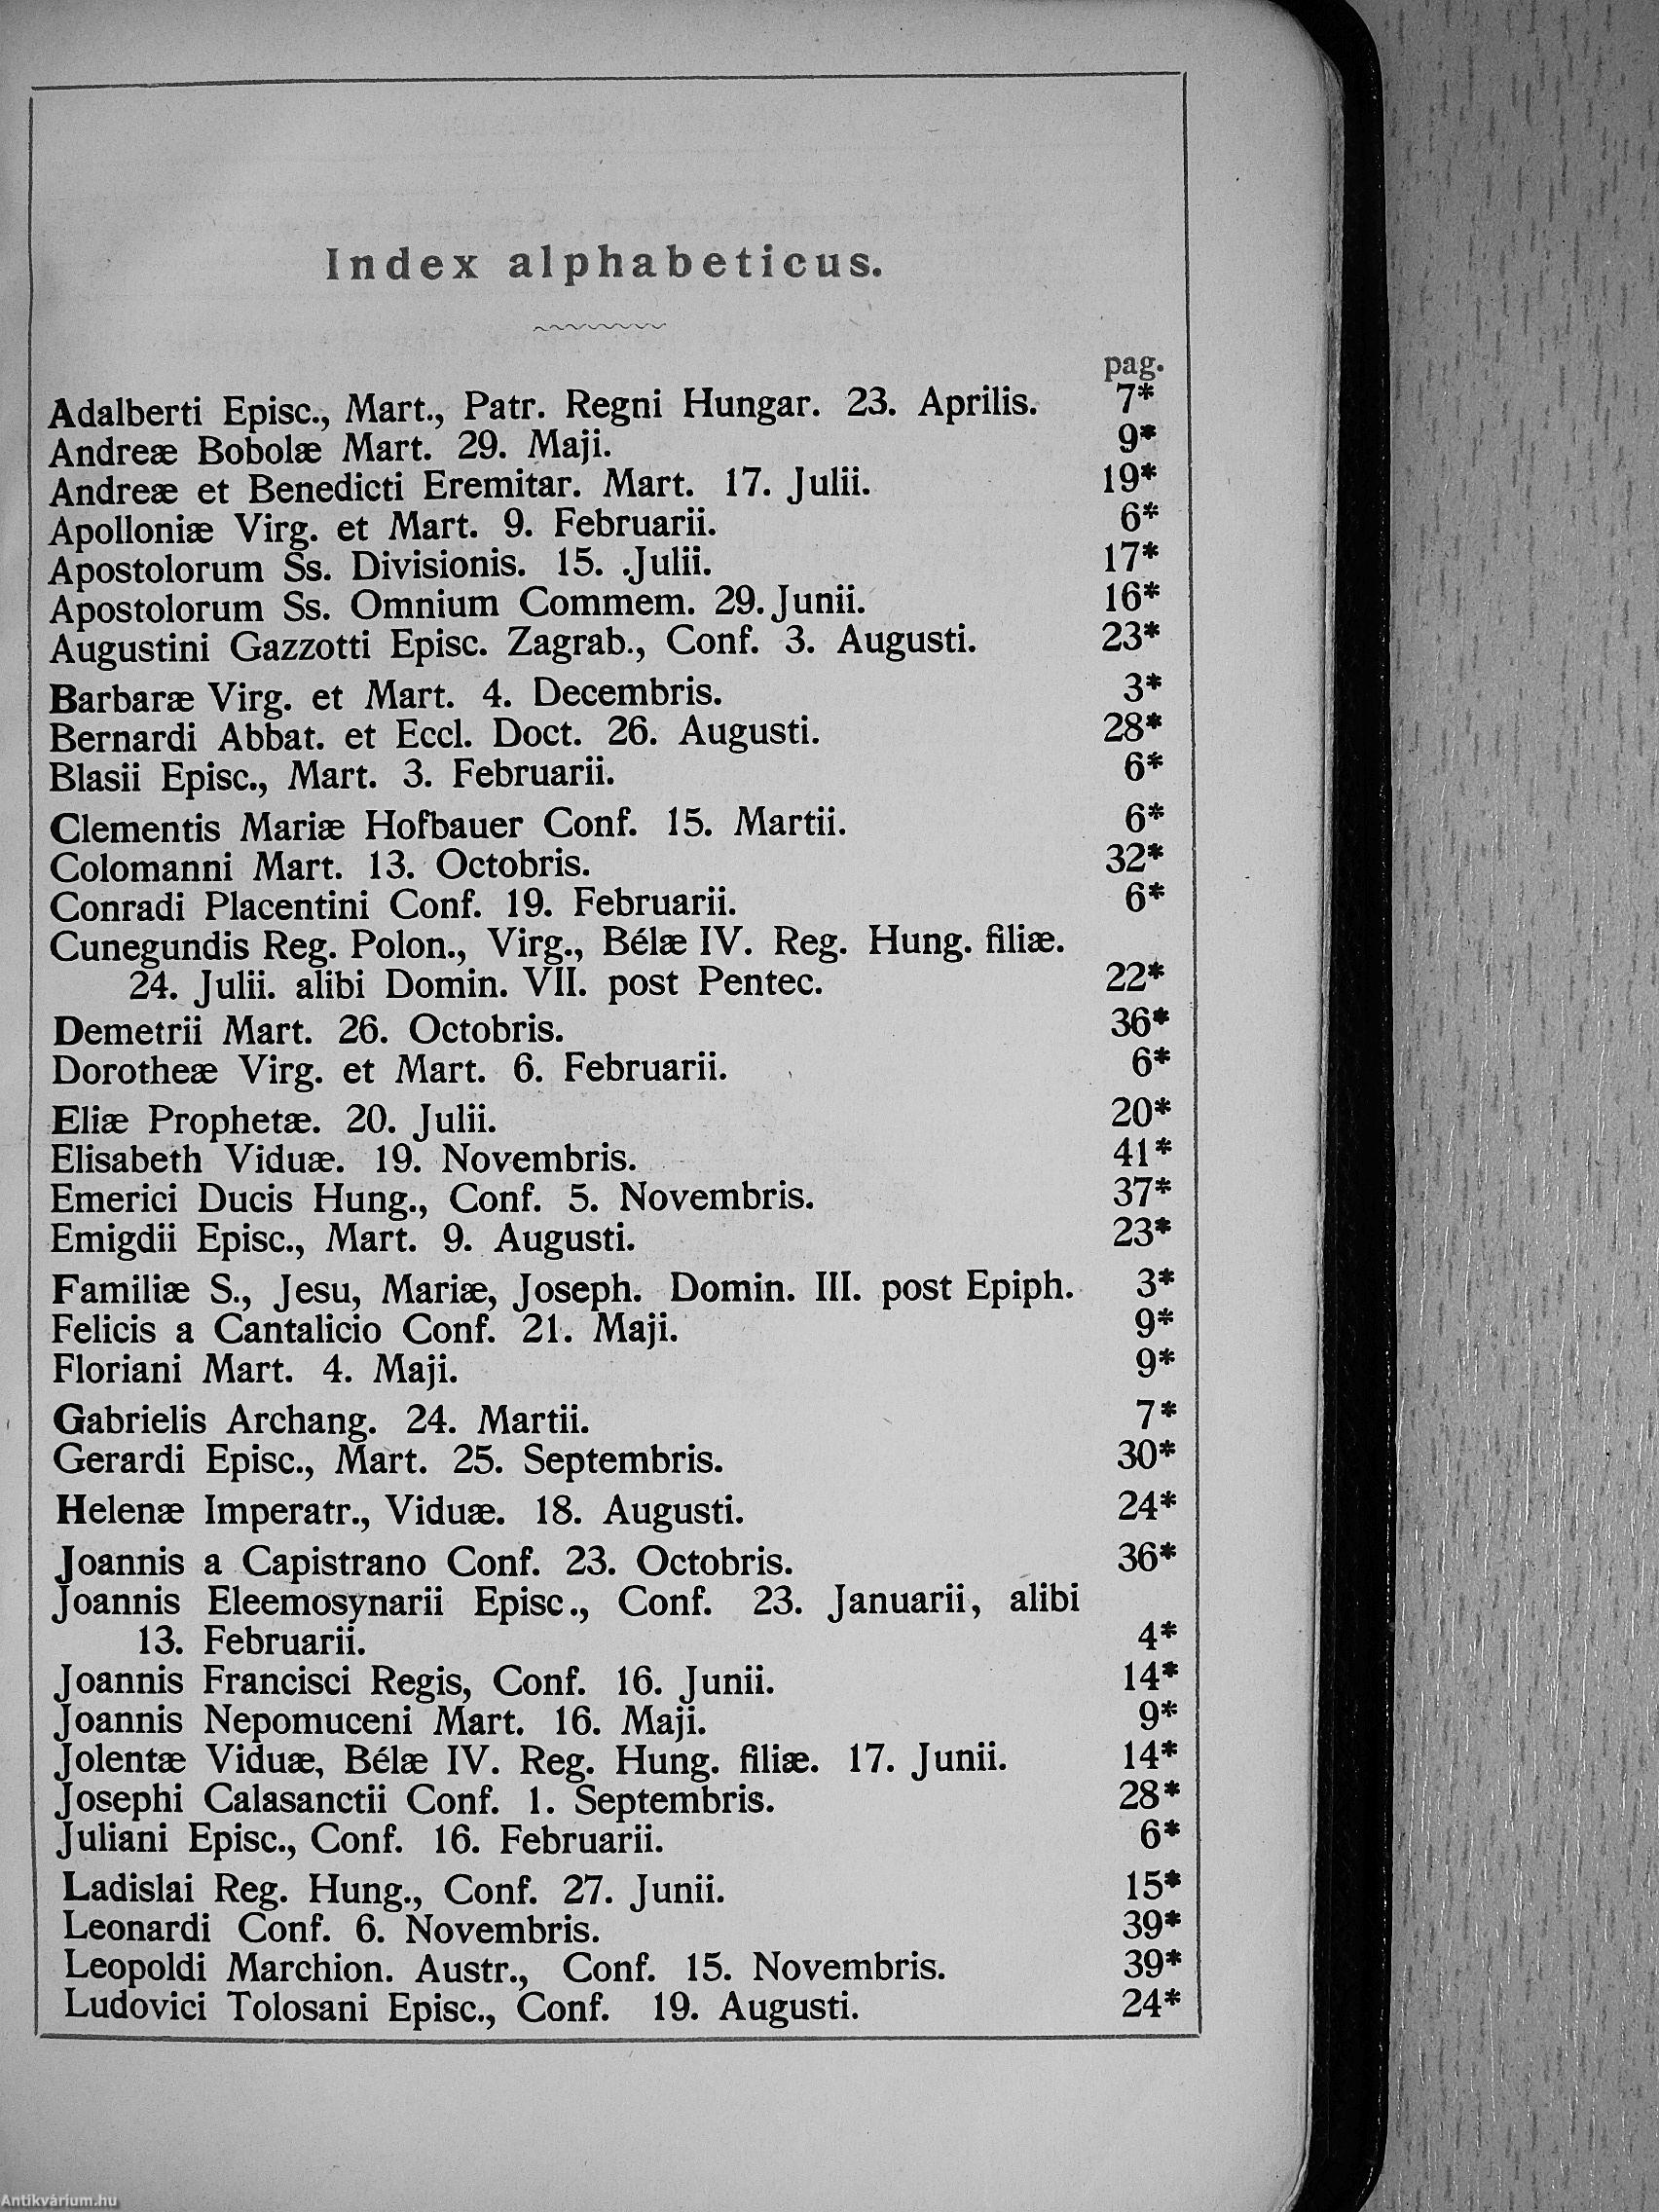 Index alphabeticus.
pag.
Adalberti Episc., Mart., Patr. Regni Hungar. 23. Aprilis. 7*
Andreæ Bobolæ Mart. 29. Maji. 9*
Andreæ et Benedicti Eremitar. Mart. 17. Julii. 19*
Apolloniæ Virg. et Mart. 9. Februarii. 6*
Apostolorum Ss. Divisionis. 15. .Julii. 17*
Apostolorum Ss. Omnium Commem. 29. Junii. 16*
Augustini Gazzotti Episc. Zagrab., Conf. 3. Augusti. 23*
Barbaræ Virg. et Mart. 4. Decembris. 3*
Bernardi Abbat. et Eccl. Doct. 26. Augusti. 28*
Blasii Episc., Mart. 3. Februarii. 6*
Clementis Mariæ Hofbauer Conf. 15. Martii. 6*
Colomanni Mart. 13. Octobris. 32*
Conradi Placentini Conf. 19. Februarii. 6*
Cunegundis Reg. Polon., Virg., Bélæ IV. Reg. Hung. filiæ.
24. Julii. alibi Domin. VII. post Pentec. 22*
Demetrii Mart. 26. Octobris. 36*
Dorotheæ Virg. et Mart. 6. Februarii. 6*
Eliæ Prophetæ. 20. Julii. 20*
Elisabeth Viduæ. 19. Novembris. 41*
Emerici Ducis Hung., Conf. 5. Novembris. 37*
Emigdii Episc., Mart. 9. Augusti. 23*
Familiæ S., Jesu, Mariæ, Joseph. Domin. III. post Epiph. 3*
Felicis a Cantalicio Conf. 21. Maji. 9*
Floriani Mart. 4. Maji. 9*
Gabrielis Archang. 24. Martii. 7*
Gerardi Episc., Mart. 25. Septembris. 30*
Helenæ Imperatr., Viduæ. 18. Augusti. 24*
Joannis a Capistrano Conf. 23. Octobris. 36*
Joannis Eleemosynarii Episc., Conf. 23. Januarii, alibi
13. Februarii. 4*
Joannis Francisci Regis, Conf. 16. Junii. 14*
Joannis Nepomuceni Mart. 16. Maji. 9*
Jolentæ Viduæ, Bélæ IV. Reg. Hung. filiæ. 17. Junii. 14*
Josephi Calasanctii Conf. 1. Septembris. 28*
Juliani Episc., Conf. 16. Februarii. 6*
Ladislai Reg. Hung., Conf. 27. Junii. 15*
Leonardi Conf. 6. Novembris. 39*
Leopoldi Marchion. Austr., Conf. 15. Novembris. 39*
Ludovici Tolosani Episc., Conf. 19. Augusti. 24*
Antikvárium.hu